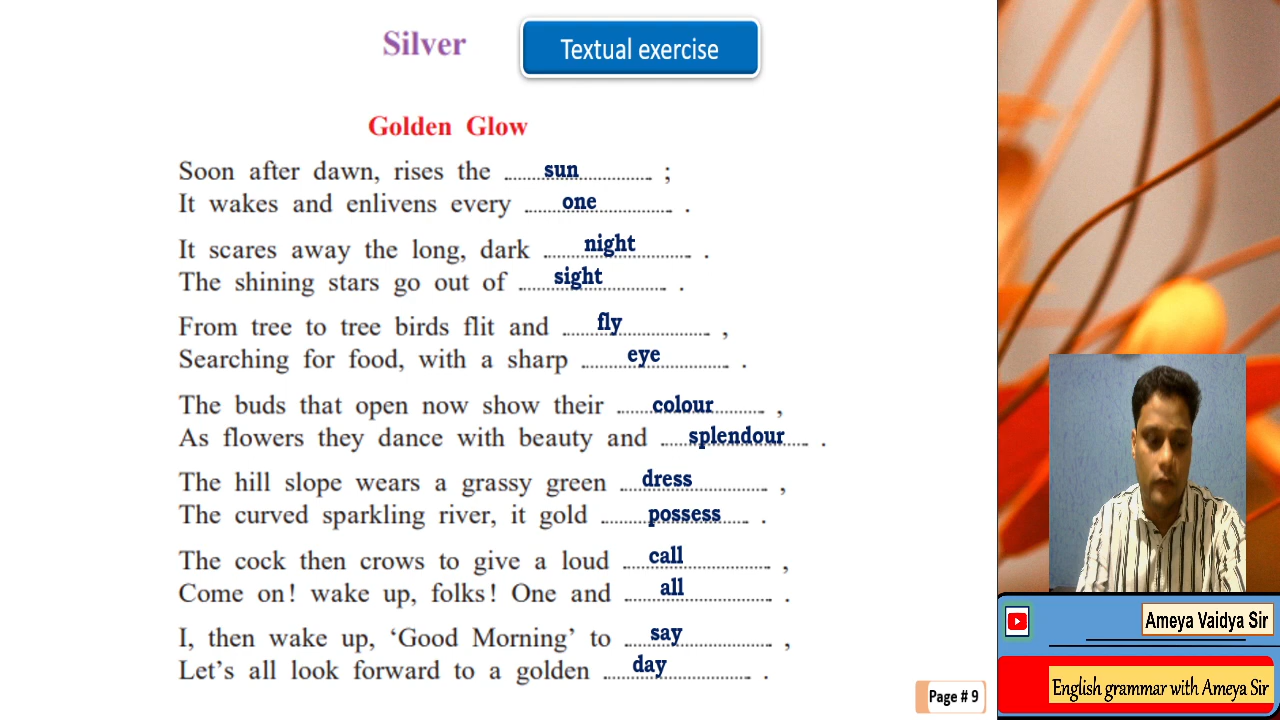 Silver
Textual exercise
Golden Glow
Soon after dawn, rises the ...sun... ;
It wakes and enlivens every ...one... .
It scares away the long, dark ...night... .
The shining stars go out of ...sight... .
From tree to tree birds flit and ...fly... ,
Searching for food, with a sharp ...eye... .
The buds that open now show their ...colour... ,
As flowers they dance with beauty and ...splendour... .
The hill slope wears a grassy green ...dress... ,
The curved sparkling river, it gold ...possess... .
The cock then crows to give a loud ...call... ,
Come on! wake up, folks! One and ...all... .
I, then wake up, ‘Good Morning’ to ...say... ,
Let’s all look forward to a golden ...day... .
Page # 9
Ameya Vaidya Sir
English grammar with Ameya Sir